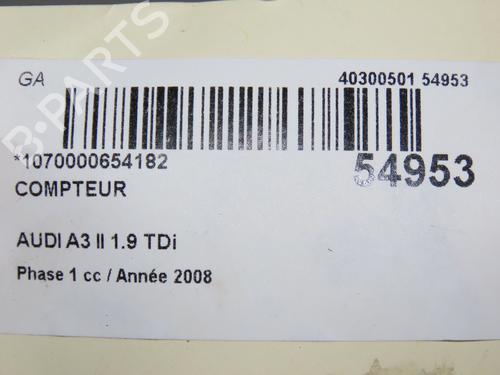 GA
40300501 54953
*1070000654182
54953
COMPTEUR
AUDI A3 II 1.9 TDi
Phase 1 cc / Année 2008
B-PARTS